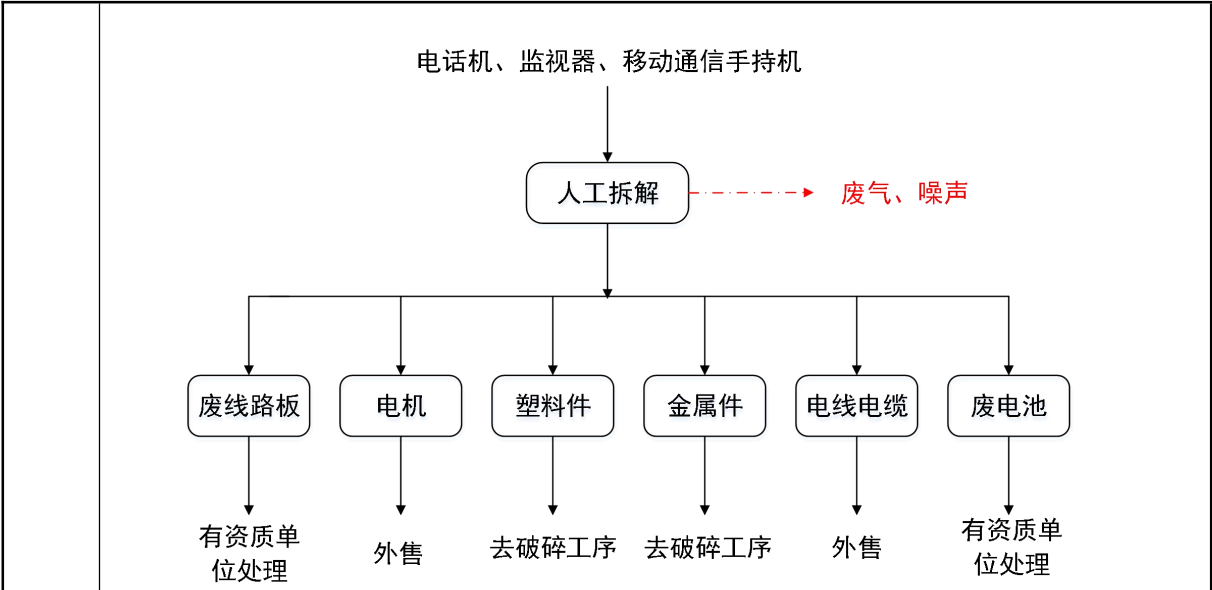 电话机、监视器、移动通信手持机
人工拆解
废气、噪声
废线路板
电机
塑料件
金属件
电线电缆
废电池
有资质单
位处理
外售
去破碎工序
去破碎工序
外售
有资质单
位处理